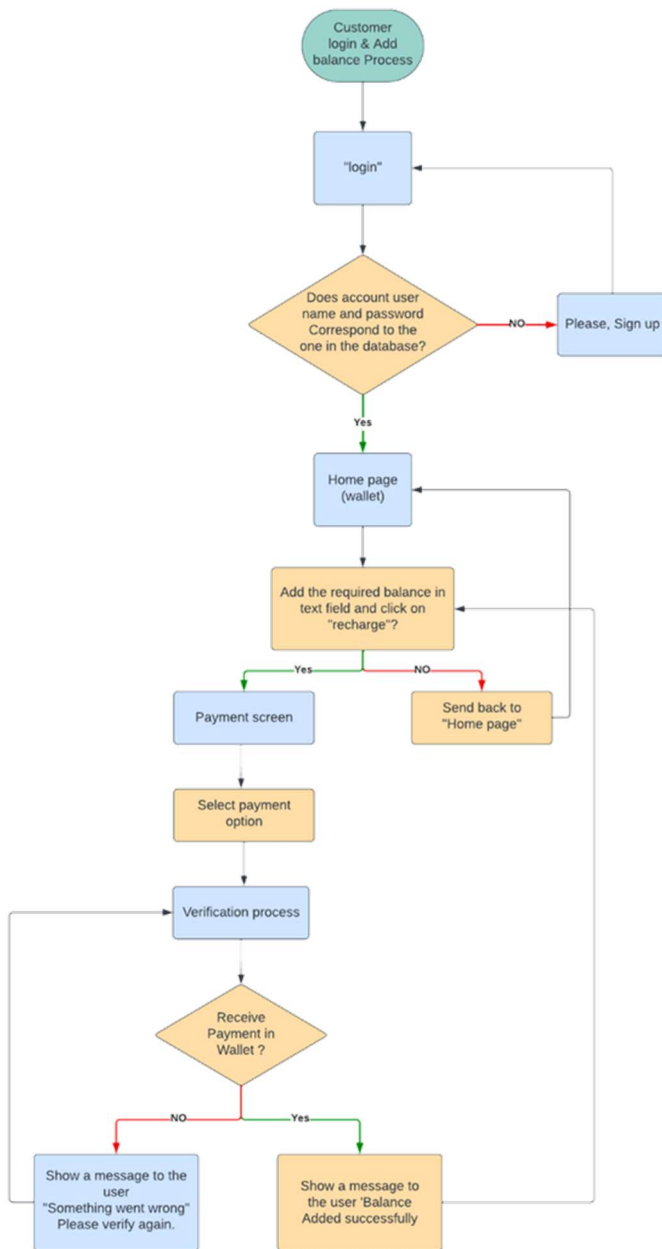 Customer
login & Add
balance Process
"login"
Does account user
name and password
Correspond to the
one in the database?
NO
Please, Sign up
Yes
Home page
(wallet)
Add the required balance in
text field and click on
"recharge"?
Yes
NO
Payment screen
Send back to
"Home page"
Select payment
option
Verification process
Receive
Payment in
Wallet ?
NO
Yes
Show a message to the
user
"Something went wrong"
Please verify again.
Show a message to
the user 'Balance
Added successfully